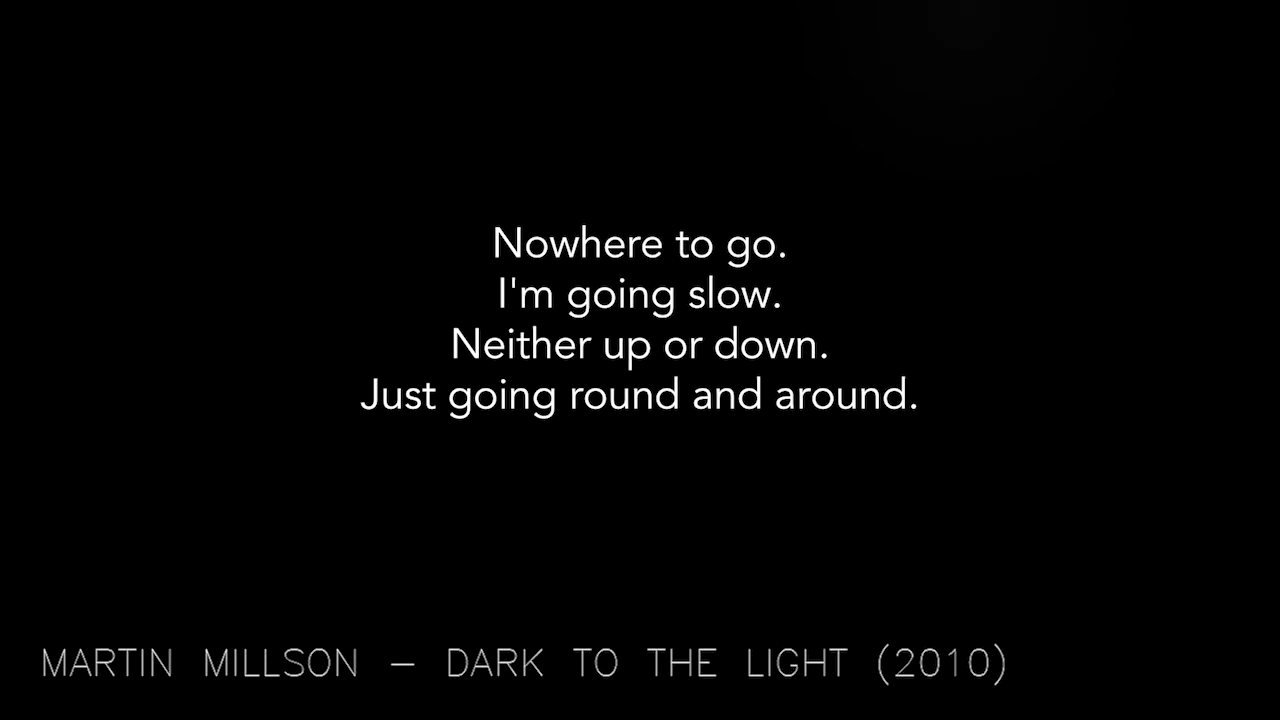 Nowhere to go.
I'm going slow.
Neither up or down.
Just going round and around.
MARTIN MILLSON – DARK TO THE LIGHT (2010)